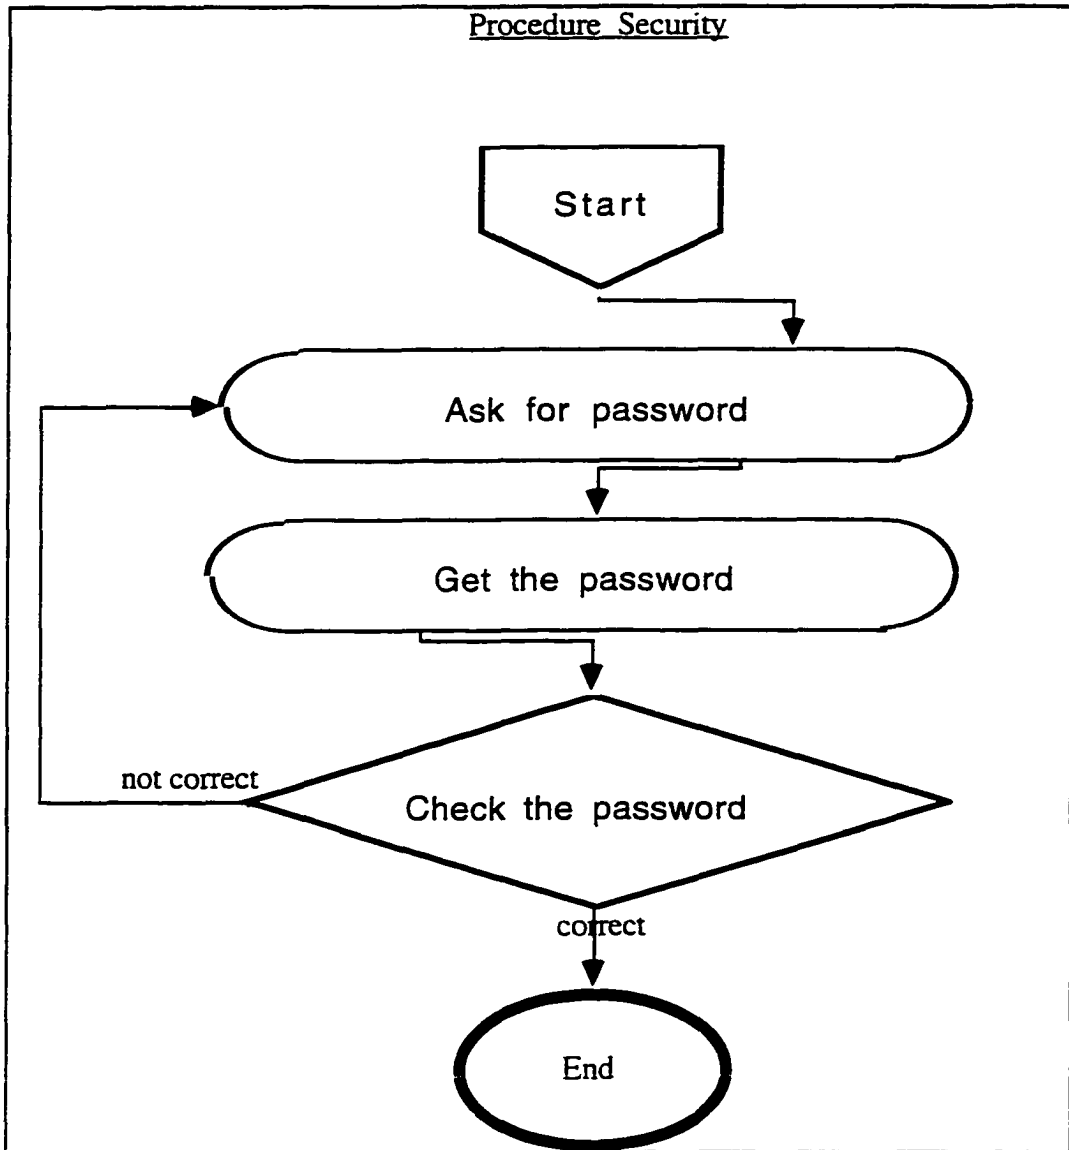 Procedure Security
Start
Ask for password
Get the password
not correct
Check the password
correct
End